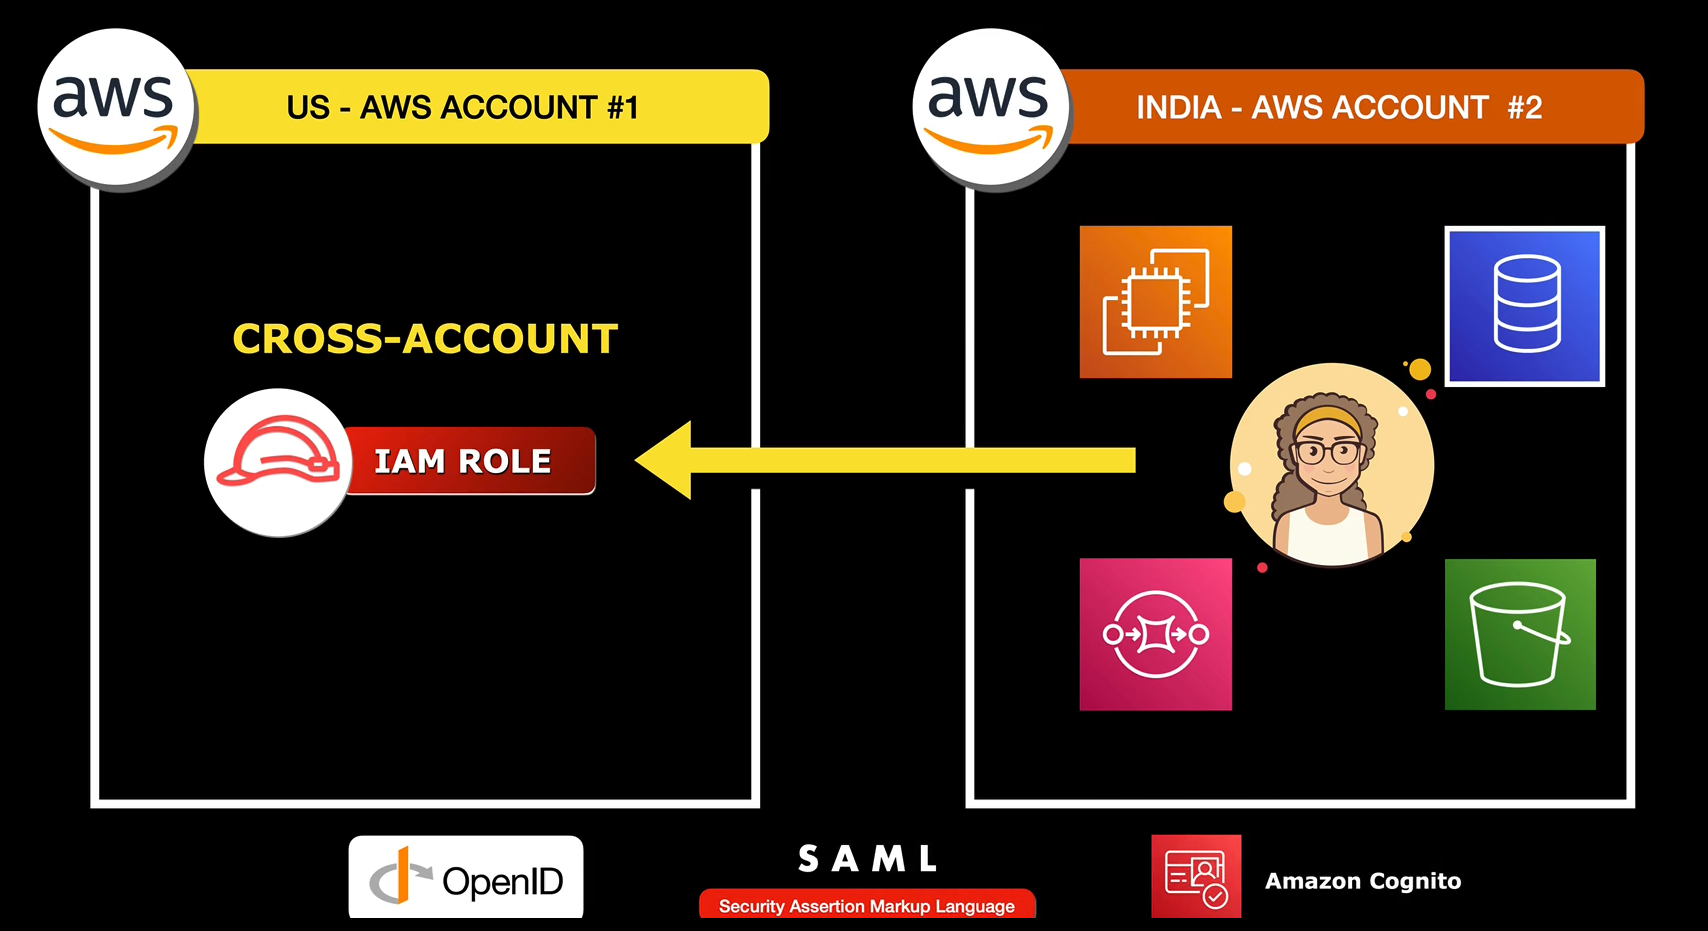 aws
US - AWS ACCOUNT #1
aws
INDIA - AWS ACCOUNT #2
CROSS-ACCOUNT
IAM ROLE
OpenID
SAML
Security Assertion Markup Language
Amazon Cognito